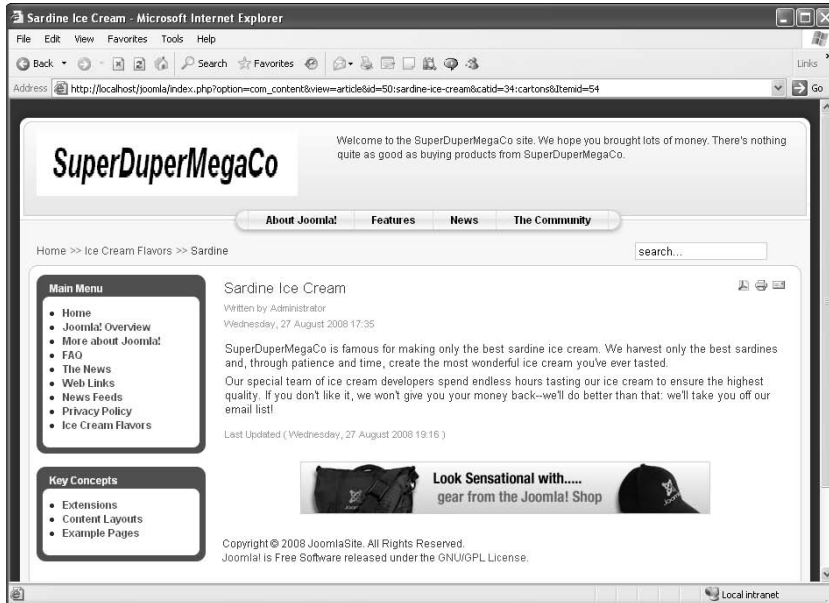 Sardine Ice Cream - Microsoft Internet Explorer
File Edit View Favorites Tools Help
Back Search Favorites Links
Address http://localhost/joomla/index.php?option=com_content&view=article&id=50:sardine-ice-cream&catid=34:cartons&Itemid=54 Go
SuperDuperMegaCo
Welcome to the SuperDuperMegaCo site. We hope you brought lots of money. There's nothing
quite as good as buying products from SuperDuperMegaCo.
About Joomla! Features News The Community
Home >> Ice Cream Flavors >> Sardine
search...
Main Menu
Home
Joomla! Overview
More about Joomla!
FAQ
The News
Web Links
News Feeds
Privacy Policy
Ice Cream Flavors
Key Concepts
Extensions
Content Layouts
Example Pages
Sardine Ice Cream
Written by Administrator
Wednesday, 27 August 2008 17:35
SuperDuperMegaCo is famous for making only the best sardine ice cream. We harvest only the best sardines
and, through patience and time, create the most wonderful ice cream you've ever tasted.
Our special team of ice cream developers spend endless hours tasting our ice cream to ensure the highest
quality. If you don't like it, we won't give you your money back--we'll do better than that: we'll take you off our
email list!
Last Updated ( Wednesday, 27 August 2008 19:16 )
Look Sensational with.....
gear from the Joomla! Shop
Copyright © 2008 JoomlaSite. All Rights Reserved.
Joomla! is Free Software released under the GNU/GPL License.
Local intranet